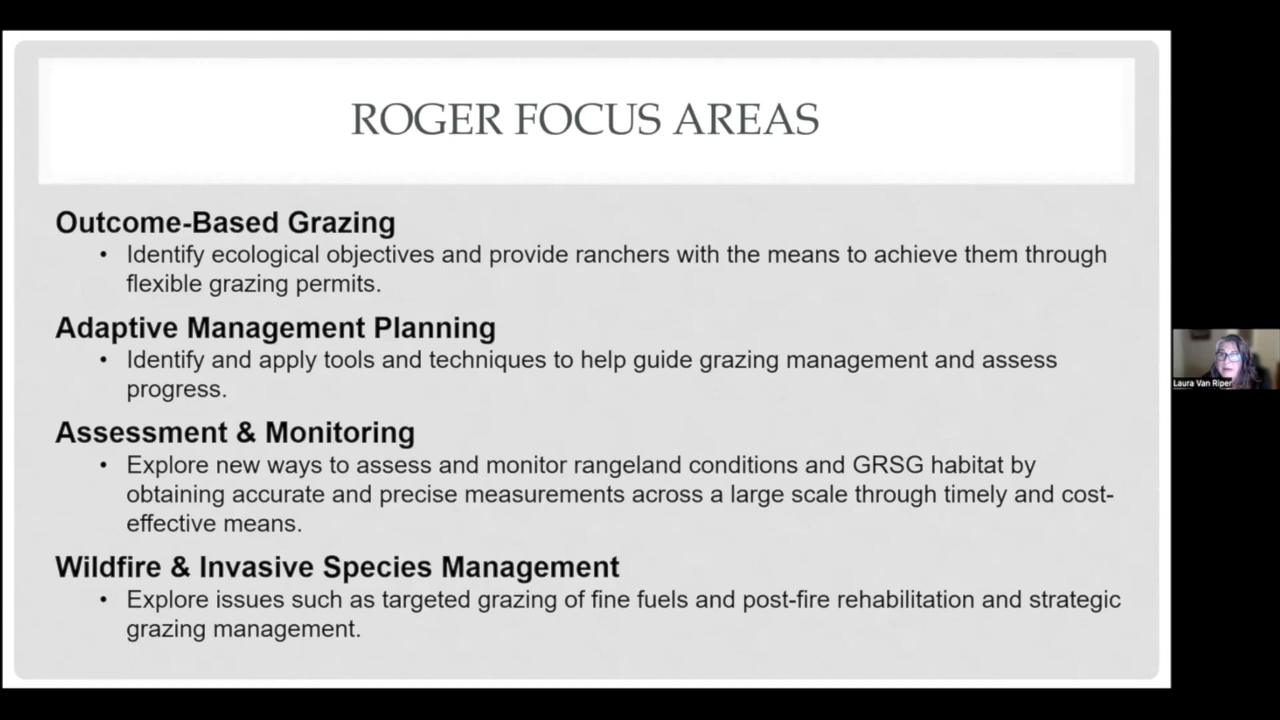 ROGER FOCUS AREAS
Outcome-Based Grazing
• Identify ecological objectives and provide ranchers with the means to achieve them through
flexible grazing permits.
Adaptive Management Planning
• Identify and apply tools and techniques to help guide grazing management and assess
progress.
Assessment & Monitoring
• Explore new ways to assess and monitor rangeland conditions and GRSG habitat by
obtaining accurate and precise measurements across a large scale through timely and cost-
effective means.
Wildfire & Invasive Species Management
• Explore issues such as targeted grazing of fine fuels and post-fire rehabilitation and strategic
grazing management.
Laura Van Riper